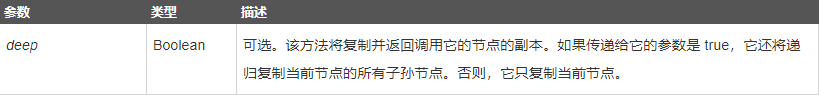 参数 类型 描述
deep Boolean 可选。该方法将复制并返回调用它的节点的副本。如果传递给它的参数是 true，它还将递
归复制当前节点的所有子孙节点。否则，它只复制当前节点。